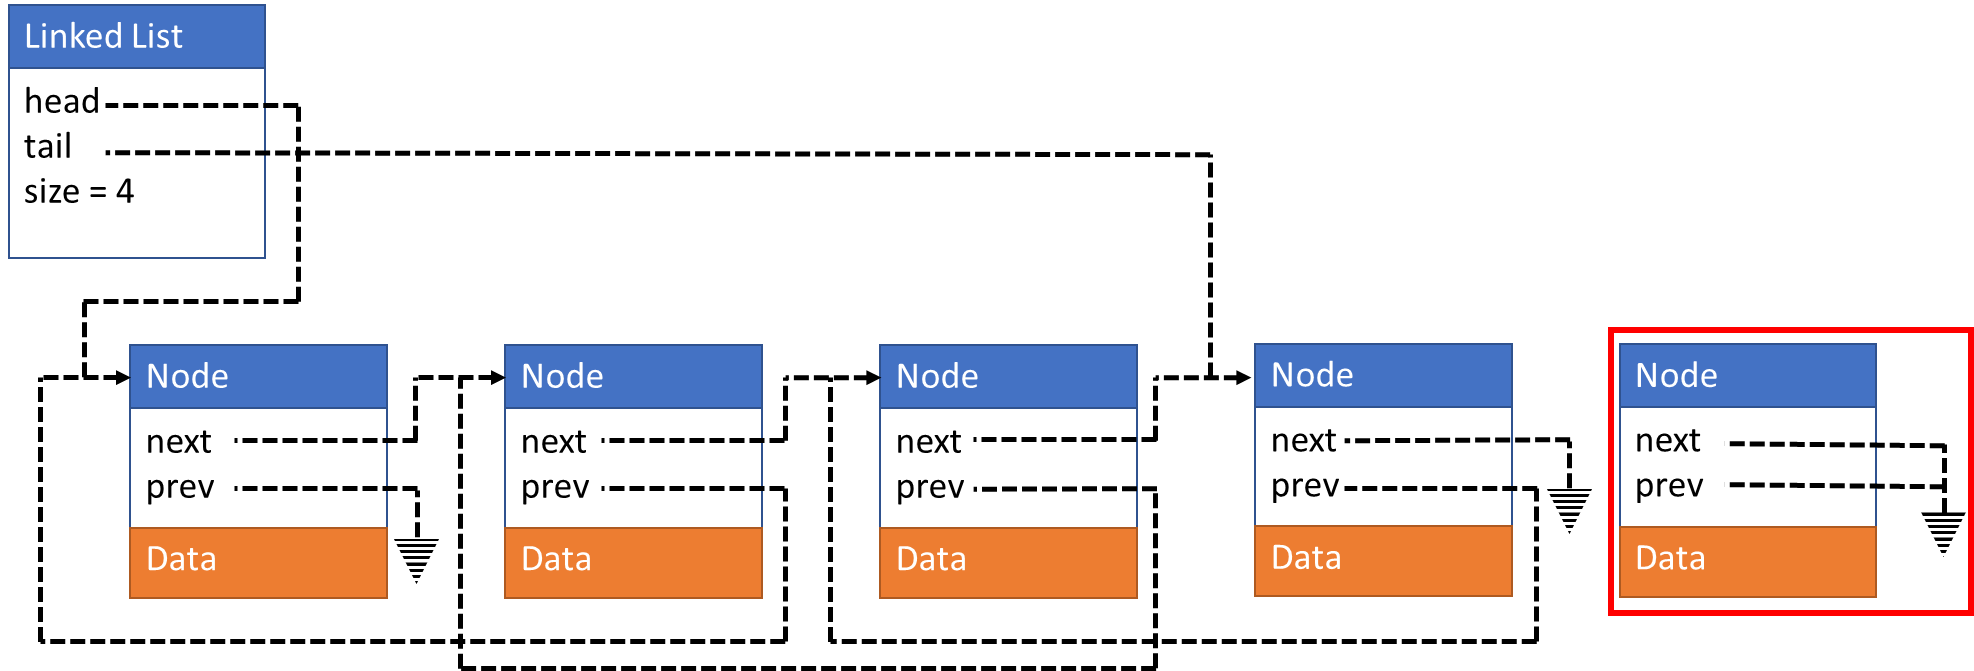 Linked List
head
tail
size = 4
Node
next
prev
Data
Node
next
prev
Data
Node
next
prev
Data
Node
next
prev
Data
Node
next
prev
Data